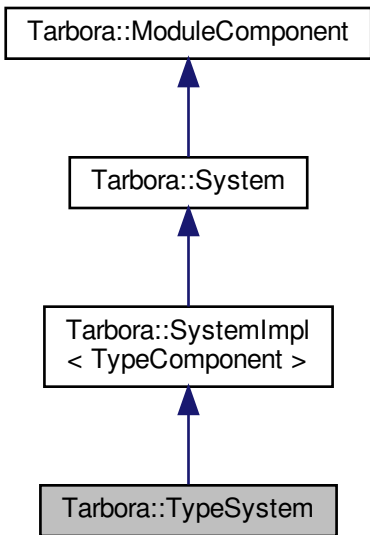 Tarbora::ModuleComponent
Tarbora::System
Tarbora::SystemImpl
< TypeComponent >
Tarbora::TypeSystem